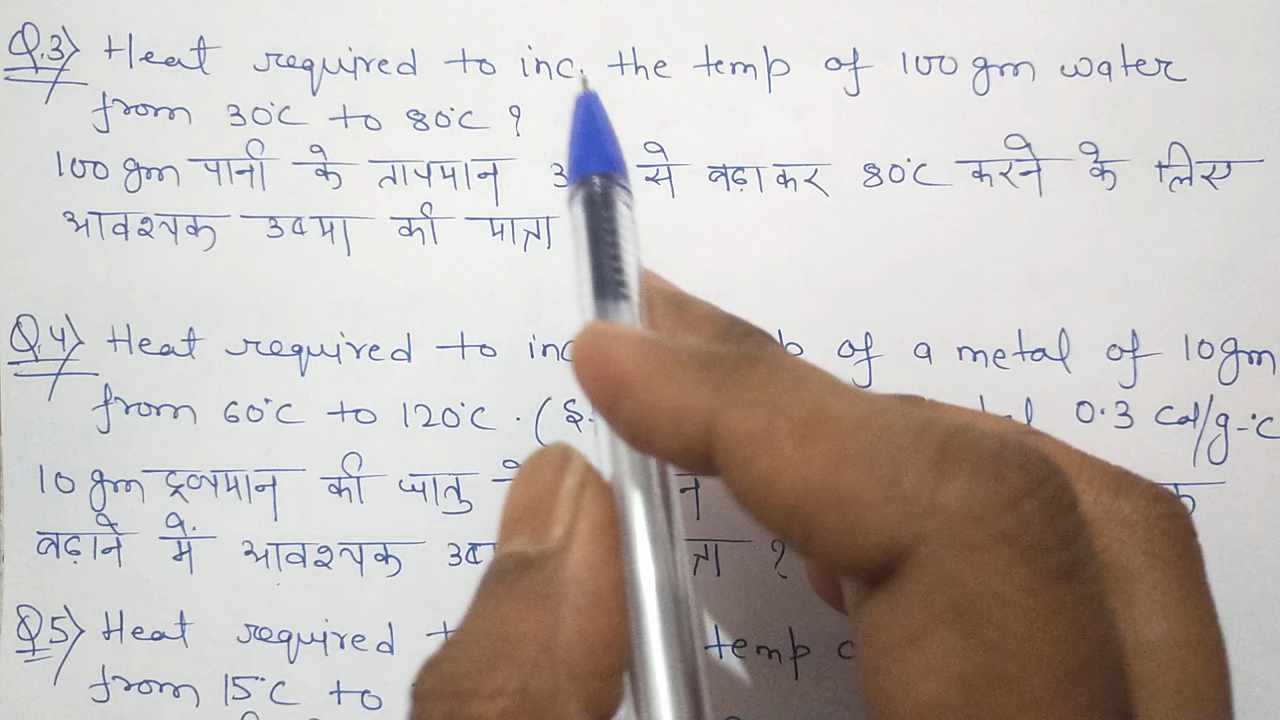 Q.3) Heat required to inc. the temp of 100 gm water
from 30°C to 80°C ?
100 gm पानी के तापमान से बढ़ाकर 80°C करने के लिए
आवश्यक उष्मा की मात्रा
Q.4) Heat required to inc of a metal of 10gm
from 60°C to 120°C . ( 0.3 Cal/g-°C
10 gm द्रव्यमान की धातु
बढ़ाने में आवश्यक ?
Q5) Heat required temp
from 15°C to